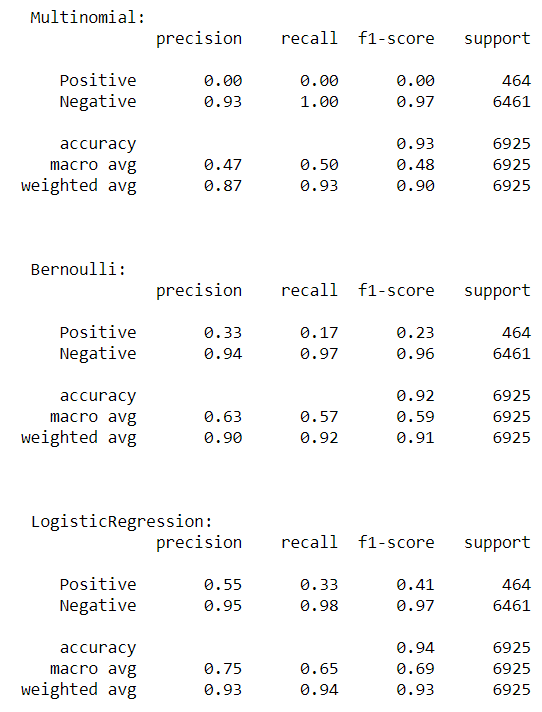 Multinomial:
precision recall f1-score support
Positive 0.00 0.00 0.00 464
Negative 0.93 1.00 0.97 6461
accuracy 0.93 6925
macro avg 0.47 0.50 0.48 6925
weighted avg 0.87 0.93 0.90 6925
Bernoulli:
precision recall f1-score support
Positive 0.33 0.17 0.23 464
Negative 0.94 0.97 0.96 6461
accuracy 0.92 6925
macro avg 0.63 0.57 0.59 6925
weighted avg 0.90 0.92 0.91 6925
LogisticRegression:
precision recall f1-score support
Positive 0.55 0.33 0.41 464
Negative 0.95 0.98 0.97 6461
accuracy 0.94 6925
macro avg 0.75 0.65 0.69 6925
weighted avg 0.93 0.94 0.93 6925